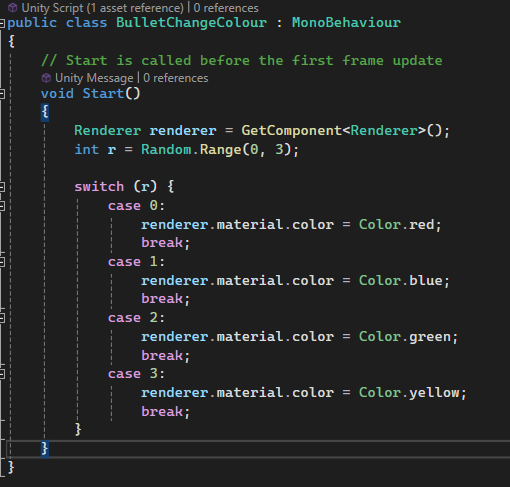 Unity Script (1 asset reference) | 0 references
public class BulletChangeColour : MonoBehaviour
{
// Start is called before the first frame update
Unity Message | 0 references
void Start()
{
Renderer renderer = GetComponent<Renderer>();
int r = Random.Range(0, 3);
switch (r) {
case 0:
renderer.material.color = Color.red;
break;
case 1:
renderer.material.color = Color.blue;
break;
case 2:
renderer.material.color = Color.green;
break;
case 3:
renderer.material.color = Color.yellow;
break;
}
}
}